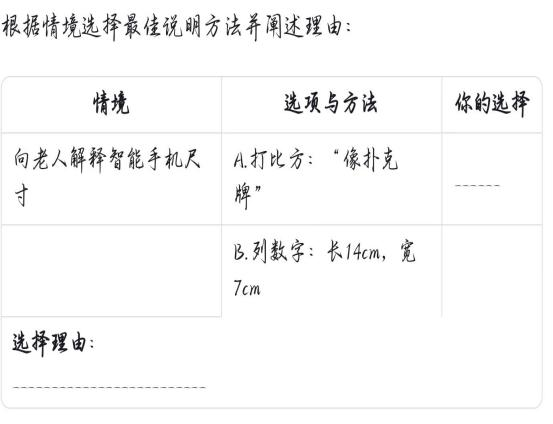 根据情境选择最佳说明方法并阐述理由：
情境 选项与方法 你的选择
向老人解释智能手机尺寸 A.打比方：“像扑克牌” ------
B.列数字：长14cm，宽7cm
选择理由：
-------------------------